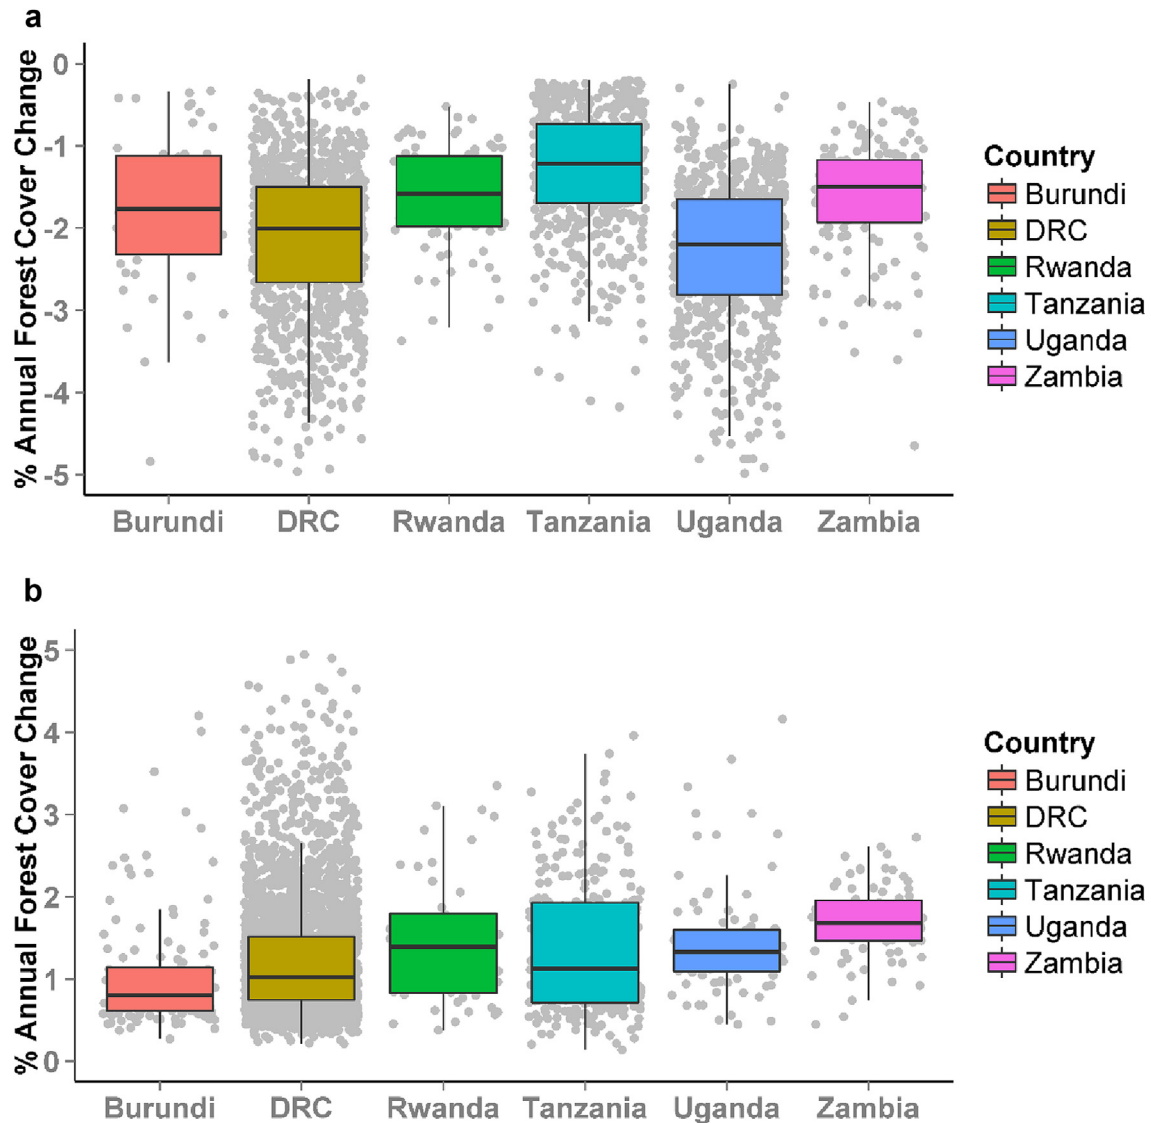 a
% Annual Forest Cover Change
0
-1
-2
-3
-4
-5
Burundi DRC Rwanda Tanzania Uganda Zambia
Country
Burundi
DRC
Rwanda
Tanzania
Uganda
Zambia
b
% Annual Forest Cover Change
5
4
3
2
1
0
Burundi DRC Rwanda Tanzania Uganda Zambia
Country
Burundi
DRC
Rwanda
Tanzania
Uganda
Zambia